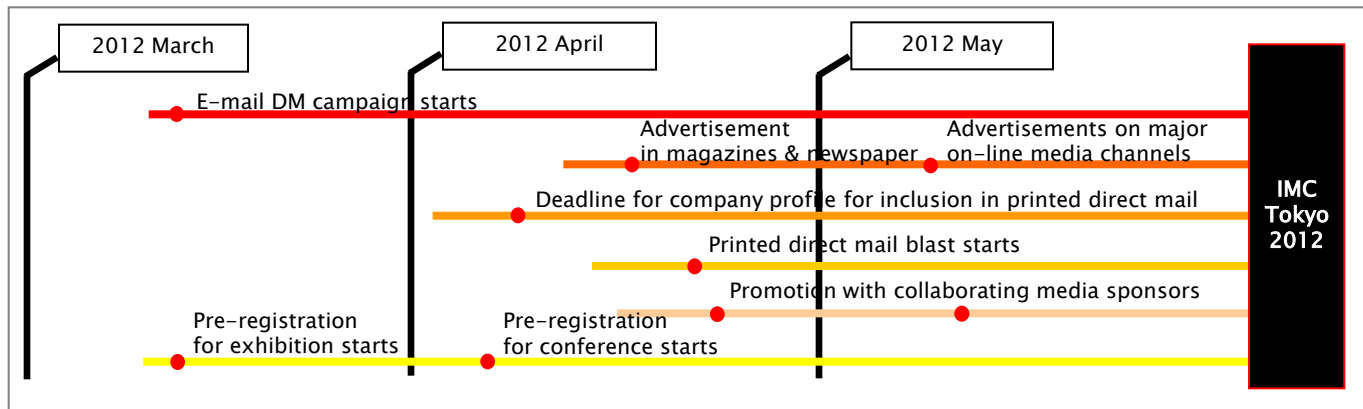 2012 March
2012 April
2012 May
E-mail DM campaign starts
Advertisement
in magazines & newspaper
Advertisements on major
on-line media channels
Deadline for company profile for inclusion in printed direct mail
Printed direct mail blast starts
Promotion with collaborating media sponsors
Pre-registration
for exhibition starts
Pre-registration
for conference starts
IMC
Tokyo
2012